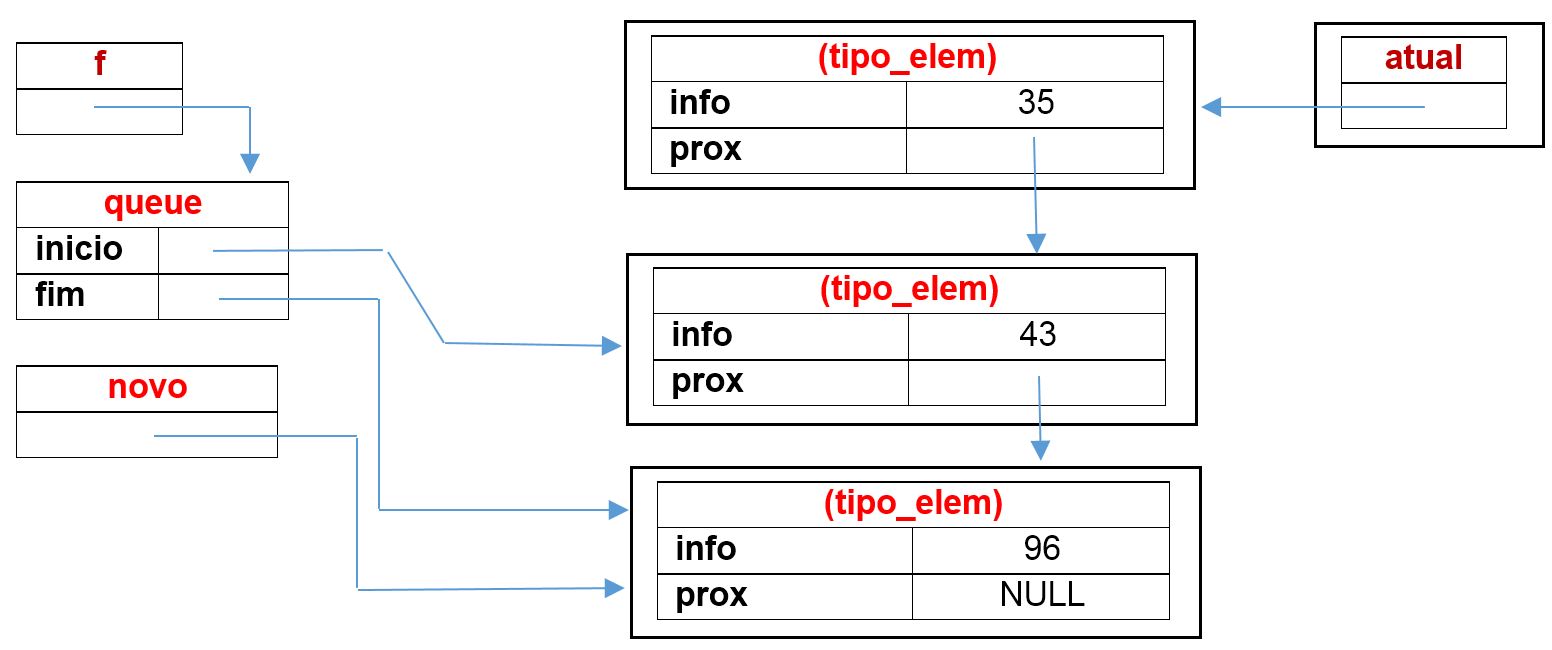 f
queue
inicio
fim
novo
(tipo_elem)
info 35
prox
(tipo_elem)
info 43
prox
(tipo_elem)
info 96
prox NULL
atual